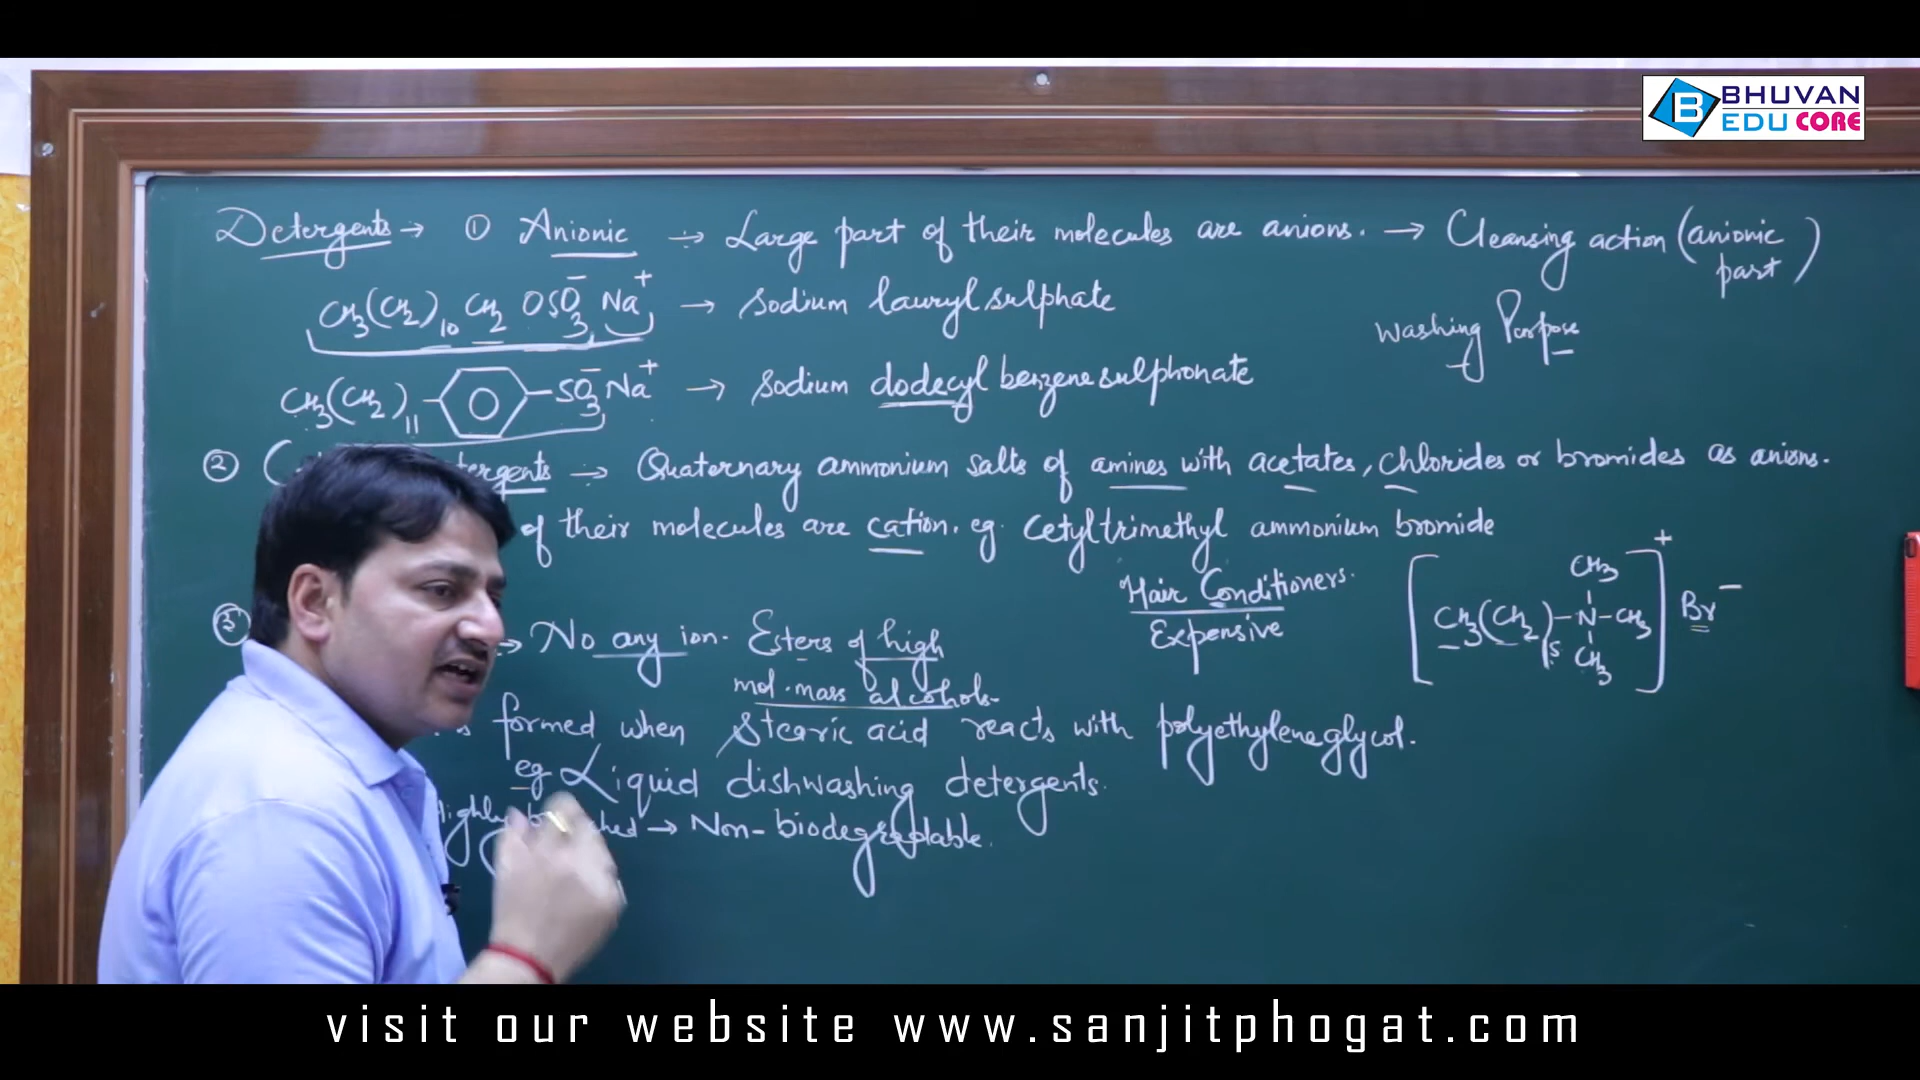 BHUVAN
EDU CORE
Detergents → ① Anionic → Large part of their molecules are anions. → Cleansing action (anionic part)
CH3(CH2)10 CH2 OSO3⁻ Na⁺ → Sodium laurylsulphate
Washing Purpose
CH3(CH2)11 SO3⁻ Na⁺ → Sodium dodecyl benzenesulphonate
② tergents → Quaternary ammonium salts of amines with acetates, chlorides or bromides as anions.
of their molecules are cation. eg. Cetyltrimethyl ammonium bromide
Hair Conditioners.
Expensive
[CH3(CH2)15 - N - CH3]⁺ Br⁻
CH3
CH3
③ → No any ion. Esters of high
mol. mass alcohols
is formed when Stearic acid reacts with polyethyleneglycol.
eg Liquid dishwashing detergents.
Highly → Non-biodegradable.
visit our website www.sanjitphogat.com